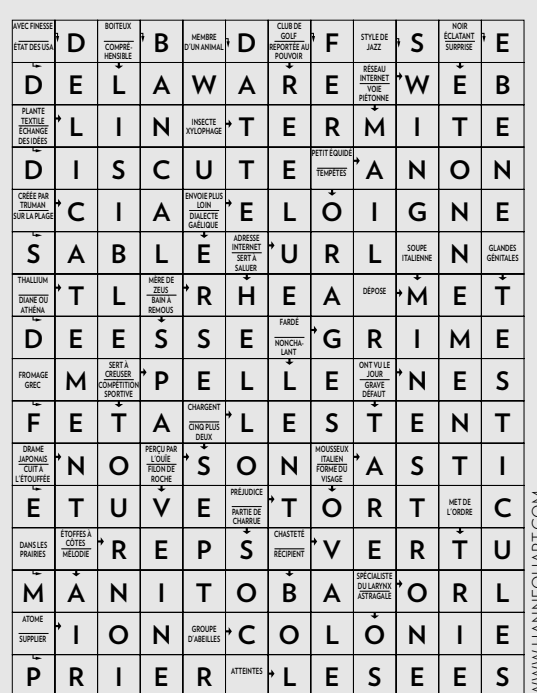 AVEC FINESSE
ÉTAT DES USA
D
BOITEUX
COMPRÉ-
HENSIBLE
B
MEMBRE
D'UN ANIMAL
D
CLUB DE
GOLF
REPORTÉE AU
POUVOIR
F
STYLE DE
JAZZ
S
NOIR
ÉCLATANT
SURPRISE
E
D E L A W A R E
RÉSEAU
INTERNET
VOIE
PIÉTONNE
W E B
PLANTE
TEXTILE
ÉCHANGE
DES IDÉES
L I N
INSECTE
XYLOPHAGE
T E R M I T E
D I S C U T E
PETIT ÉQUIDÉ
TEMPÊTES
A N O N
CRÉÉE PAR
TRUMAN
SUR LA PLAGE
C I A
ENVOIE PLUS
LOIN
DIALECTE
GAÉLIQUE
E L O I G N E
S A B L E
ADRESSE
INTERNET
SERT À
SALUER
U R L
SOUPE
ITALIENNE
N
GLANDES
GÉNITALES
THALLIUM
DIANE OU
ATHÉNA
T L
MÈRE DE
ZEUS
BAIN À
REMOUS
R H E A
DÉPOSE
M E T
D E E S S E
FARDÉ
NONCHA-
LANT
G R I M E
FROMAGE
GREC
M
SERT À
CREUSER
COMPÉTITION
SPORTIVE
P E L L E
ONT VU LE
JOUR
GRAVE
DÉFAUT
N E S
F E T A
CHARGENT
CINQ PLUS
DEUX
L E S T E N T
DRAME
JAPONAIS
CUIT À
L'ÉTOUFFÉE
N O
PERÇU PAR
L'OUÏE
FILON DE
ROCHE
S O N
MOUSSEUX
ITALIEN
FORME DU
VISAGE
A S T I
E T U V E
PRÉJUDICE
PARTIE DE
CHARRUE
T O R T
MET DE
L'ORDRE
C
DANS LES
PRAIRIES
ÉTOFFES À
CÔTES
MÉLODIE
R E P S
CHASTETÉ
RÉCIPIENT
V E R T U
M A N I T O B A
SPÉCIALISTE
DU LARYNX
ASTRAGALE
O R L
ATOME
SUPPLIER
I O N
GROUPE
D'ABEILLES
C O L O N I E
P R I E R
ATTEINTES
L E S E E S
WWW.HANNEQUART.COM